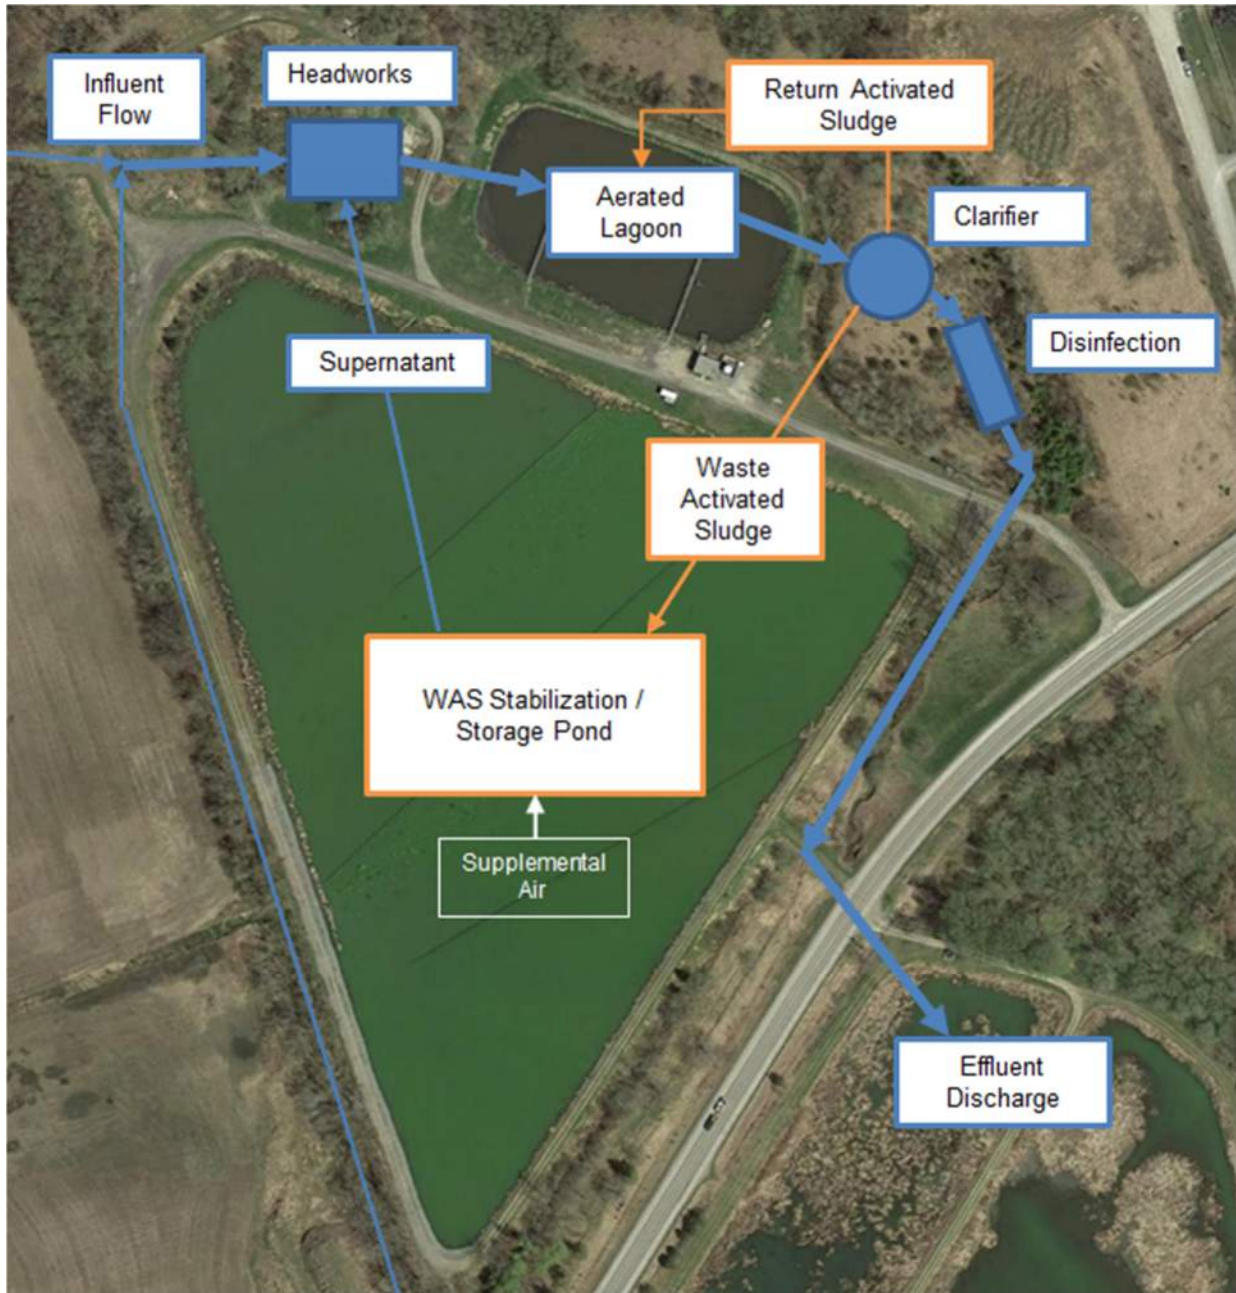 Influent
Flow
Headworks
Return Activated
Sludge
Aerated
Lagoon
Clarifier
Supernatant
Disinfection
Waste
Activated
Sludge
WAS Stabilization /
Storage Pond
Supplemental
Air
Effluent
Discharge